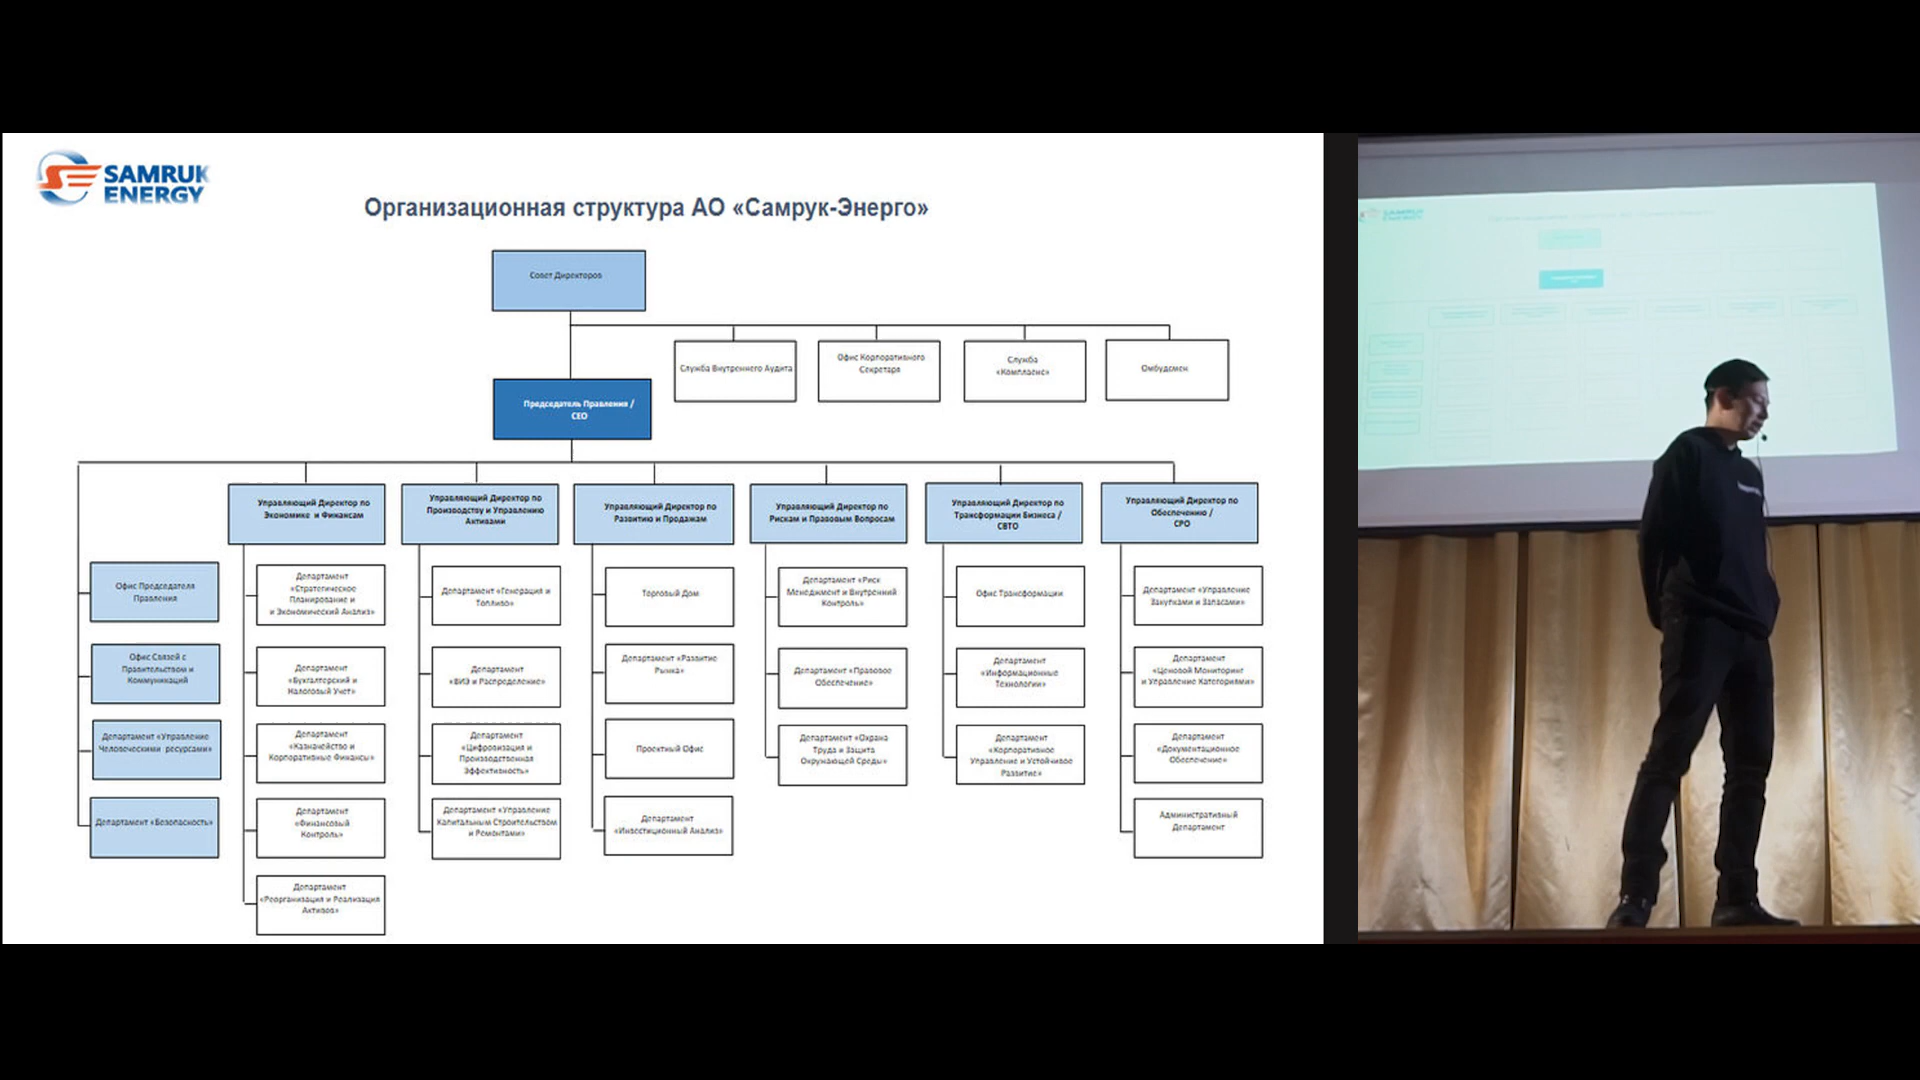 SAMRUK
ENERGY
Организационная структура АО «Самрук-Энерго»
Совет Директоров
Служба Внутреннего Аудита
Офис Корпоративного
Секретаря
Служба
«Комплаенс»
Омбудсмен
Председатель Правления /
CEO
Управляющий Директор по
Экономике и Финансам
Управляющий Директор по
Производству и Управлению
Активами
Управляющий Директор по
Развитию и Продажам
Управляющий Директор по
Рискам и Правовым Вопросам
Управляющий Директор по
Трансформации Бизнеса /
CBTO
Управляющий Директор по
Обеспечению /
CPO
Офис Председателя
Правления
Офис Связей с
Правительством и
Коммуникаций
Департамент «Управление
Человеческими ресурсами»
Департамент «Безопасность»
Департамент
«Стратегическое
Планирование и
и Экономический Анализ»
Департамент
«Бухгалтерский и
Налоговый Учет»
Департамент
«Казначейство и
Корпоративные Финансы»
Департамент
«Финансовый
Контроль»
Департамент
«Реорганизация и Реализация
Активов»
Департамент «Генерация и
Топливо»
Департамент
«ВИЭ и Распределение»
Департамент
«Цифровизация и
Производственная
Эффективность»
Департамент «Управление
Капитальным Строительством
и Ремонтами»
Торговый Дом
Департамент «Развитие
Рынка»
Проектный Офис
Департамент
«Инвестиционный Анализ»
Департамент «Риск
Менеджмент и Внутренний
Контроль»
Департамент «Правовое
Обеспечение»
Департамент «Охрана
Труда и Защита
Окружающей Среды»
Офис Трансформации
Департамент
«Информационные
Технологии»
Департамент
«Корпоративное
Управление и Устойчивое
Развитие»
Департамент «Управление
Закупками и Запасами»
Департамент
«Ценовой Мониторинг
и Управление Категориями»
Департамент
«Документационное
Обеспечение»
Административный
Департамент
SAMRUK
ENERGY